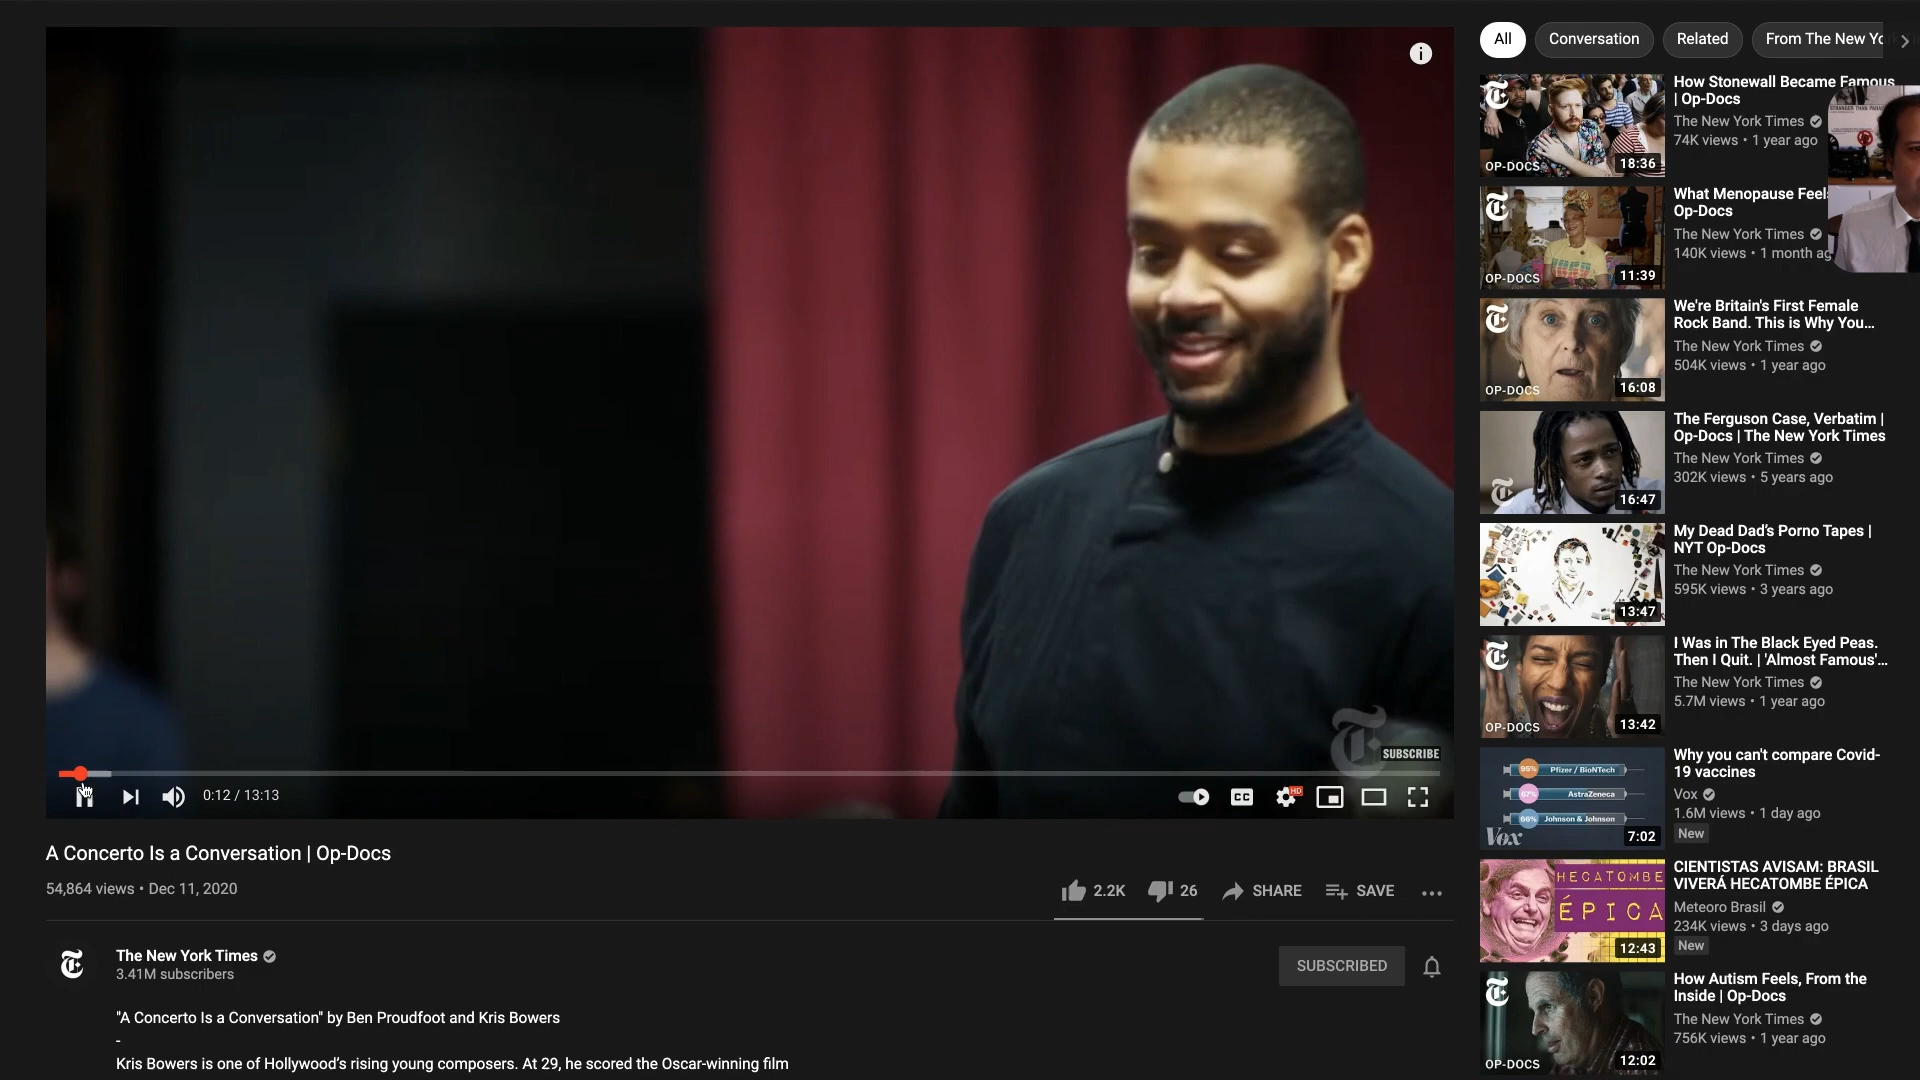 SUBSCRIBE
0:12 / 13:13
CC
HD
A Concerto Is a Conversation | Op-Docs
54,864 views • Dec 11, 2020
2.2K
26
SHARE
SAVE
The New York Times
3.41M subscribers
SUBSCRIBED
"A Concerto Is a Conversation" by Ben Proudfoot and Kris Bowers
-
Kris Bowers is one of Hollywood's rising young composers. At 29, he scored the Oscar-winning film
All
Conversation
Related
From The New
OP-DOCS
18:36
How Stonewall Became Famous
| Op-Docs
The New York Times
74K views • 1 year ago
OP-DOCS
11:39
What Menopause
Op-Docs
The New York Times
140K views • 1 month
OP-DOCS
16:08
We're Britain's First Female
Rock Band. This is Why You...
The New York Times
504K views • 1 year ago
16:47
The Ferguson Case, Verbatim |
Op-Docs | The New York Times
The New York Times
302K views • 5 years ago
13:47
My Dead Dad's Porno Tapes |
NYT Op-Docs
The New York Times
595K views • 3 years ago
OP-DOCS
13:42
I Was in The Black Eyed Peas.
Then I Quit. | 'Almost Famous'...
The New York Times
5.7M views • 1 year ago
95% Pfizer / BioNTech
67% AstraZeneca
66% Johnson & Johnson
Vox
7:02
Why you can't compare Covid-
19 vaccines
Vox
1.6M views • 1 day ago
New
HECATOMBE
ÉPICA
12:43
CIENTISTAS AVISAM: BRASIL
VIVERÁ HECATOMBE ÉPICA
Meteoro Brasil
234K views • 3 days ago
New
OP-DOCS
12:02
How Autism Feels, From the
Inside | Op-Docs
The New York Times
756K views • 1 year ago